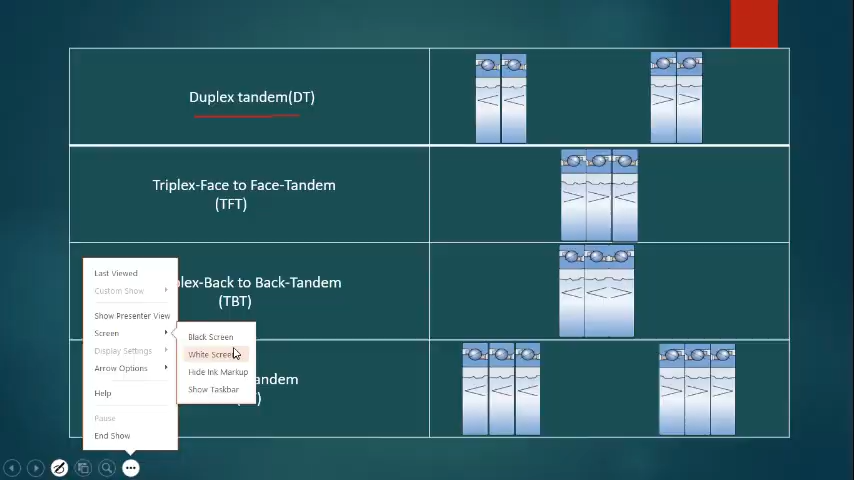 Duplex tandem(DT)
Triplex-Face to Face-Tandem
(TFT)
plex-Back to Back-Tandem
(TBT)
andem
Last Viewed
Custom Show
Show Presenter View
Screen
Display Settings
Arrow Options
Help
Pause
End Show
Black Screen
White Screen
Hide Ink Markup
Show Taskbar